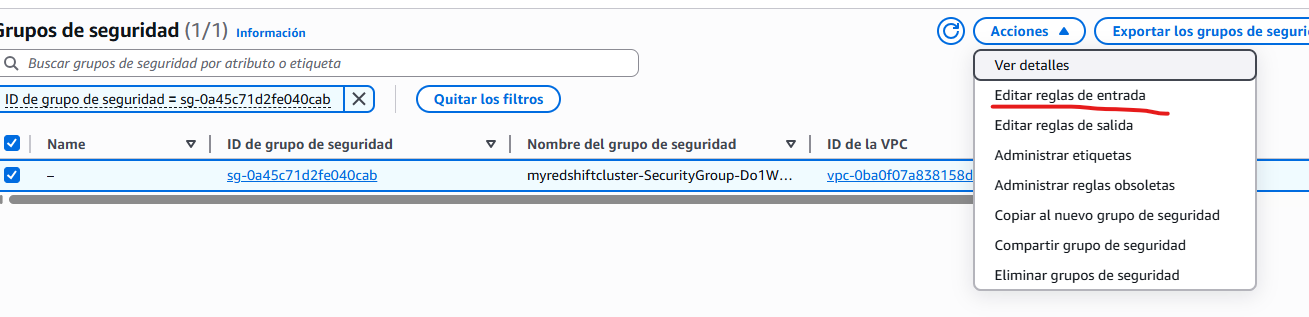 Grupos de seguridad (1/1) Información
Acciones
Exportar los grupos de seguri
Buscar grupos de seguridad por atributo o etiqueta
ID de grupo de seguridad = sg-0a45c71d2fe040cab
Quitar los filtros
Name ID de grupo de seguridad Nombre del grupo de seguridad ID de la VPC
– sg-0a45c71d2fe040cab myredshiftcluster-SecurityGroup-Do1W... vpc-0ba0f07a838158d
Ver detalles
Editar reglas de entrada
Editar reglas de salida
Administrar etiquetas
Administrar reglas obsoletas
Copiar al nuevo grupo de seguridad
Compartir grupo de seguridad
Eliminar grupos de seguridad